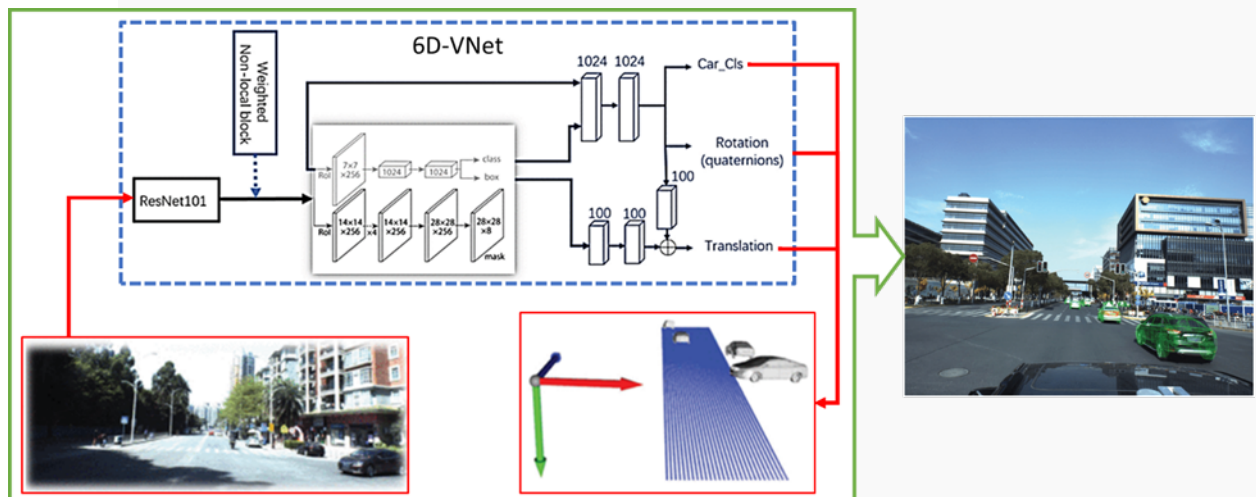 6D-VNet
Weighted
Non-local block
ResNet101
RoI
7×7
×256
1024
1024
class
box
RoI
14×14
×256
×4
14×14
×256
28×28
×256
28×28
×8
mask
1024
1024
100
100
100
Car_Cls
Rotation
(quaternions)
Translation